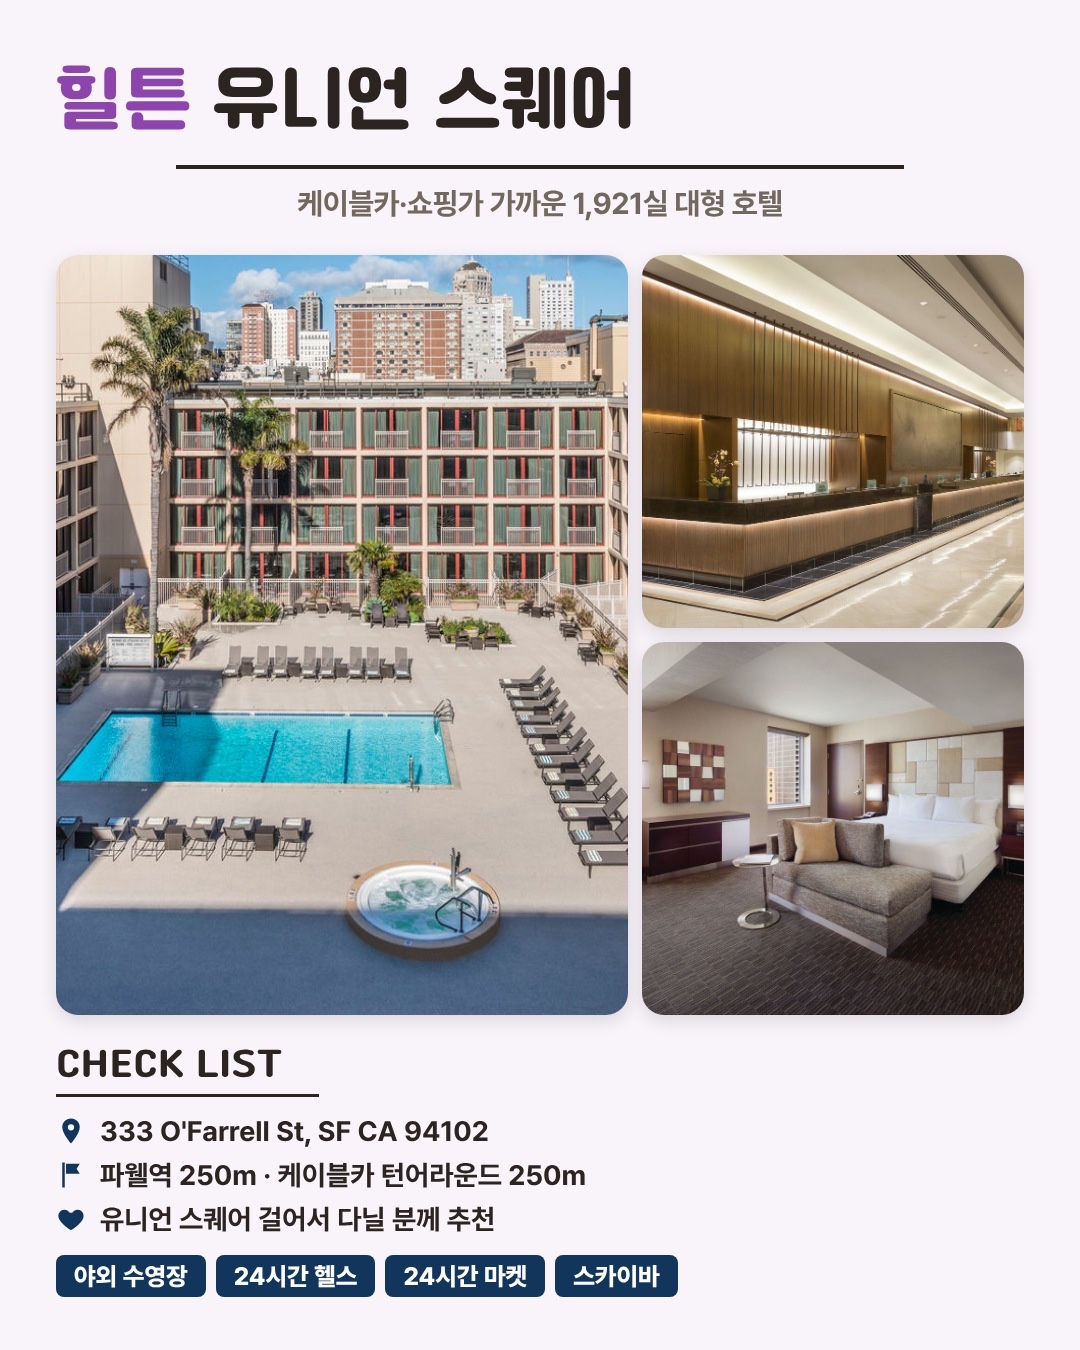 힐튼 유니언 스퀘어
케이블카·쇼핑가 가까운 1,921실 대형 호텔
CHECK LIST
333 O'Farrell St, SF CA 94102
파웰역 250m · 케이블카 턴어라운드 250m
유니언 스퀘어 걸어서 다닐 분께 추천
야외 수영장
24시간 헬스
24시간 마켓
스카이바